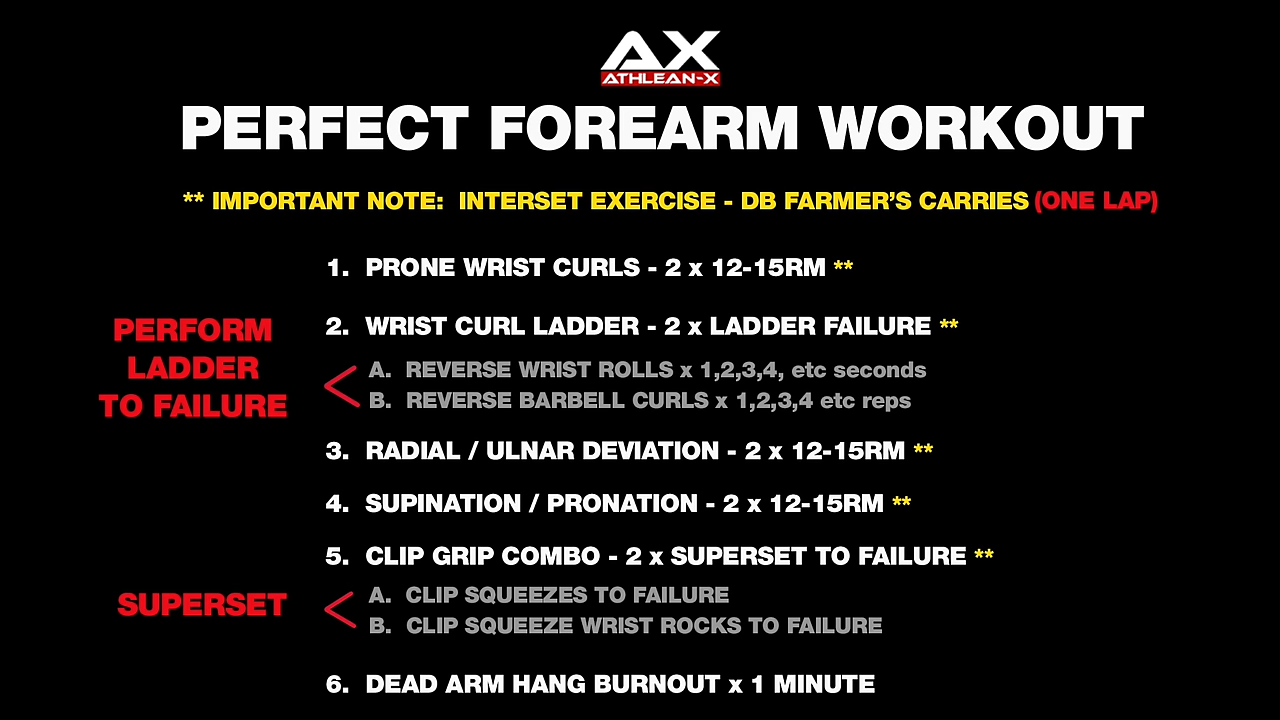 AX
ATHLEAN-X
PERFECT FOREARM WORKOUT
** IMPORTANT NOTE: INTERSET EXERCISE - DB FARMER'S CARRIES (ONE LAP)
1. PRONE WRIST CURLS - 2 x 12-15RM **
2. WRIST CURL LADDER - 2 x LADDER FAILURE **
PERFORM
LADDER
TO FAILURE
A. REVERSE WRIST ROLLS x 1,2,3,4, etc seconds
B. REVERSE BARBELL CURLS x 1,2,3,4 etc reps
3. RADIAL / ULNAR DEVIATION - 2 x 12-15RM **
4. SUPINATION / PRONATION - 2 x 12-15RM **
5. CLIP GRIP COMBO - 2 x SUPERSET TO FAILURE **
SUPERSET
A. CLIP SQUEEZES TO FAILURE
B. CLIP SQUEEZE WRIST ROCKS TO FAILURE
6. DEAD ARM HANG BURNOUT x 1 MINUTE